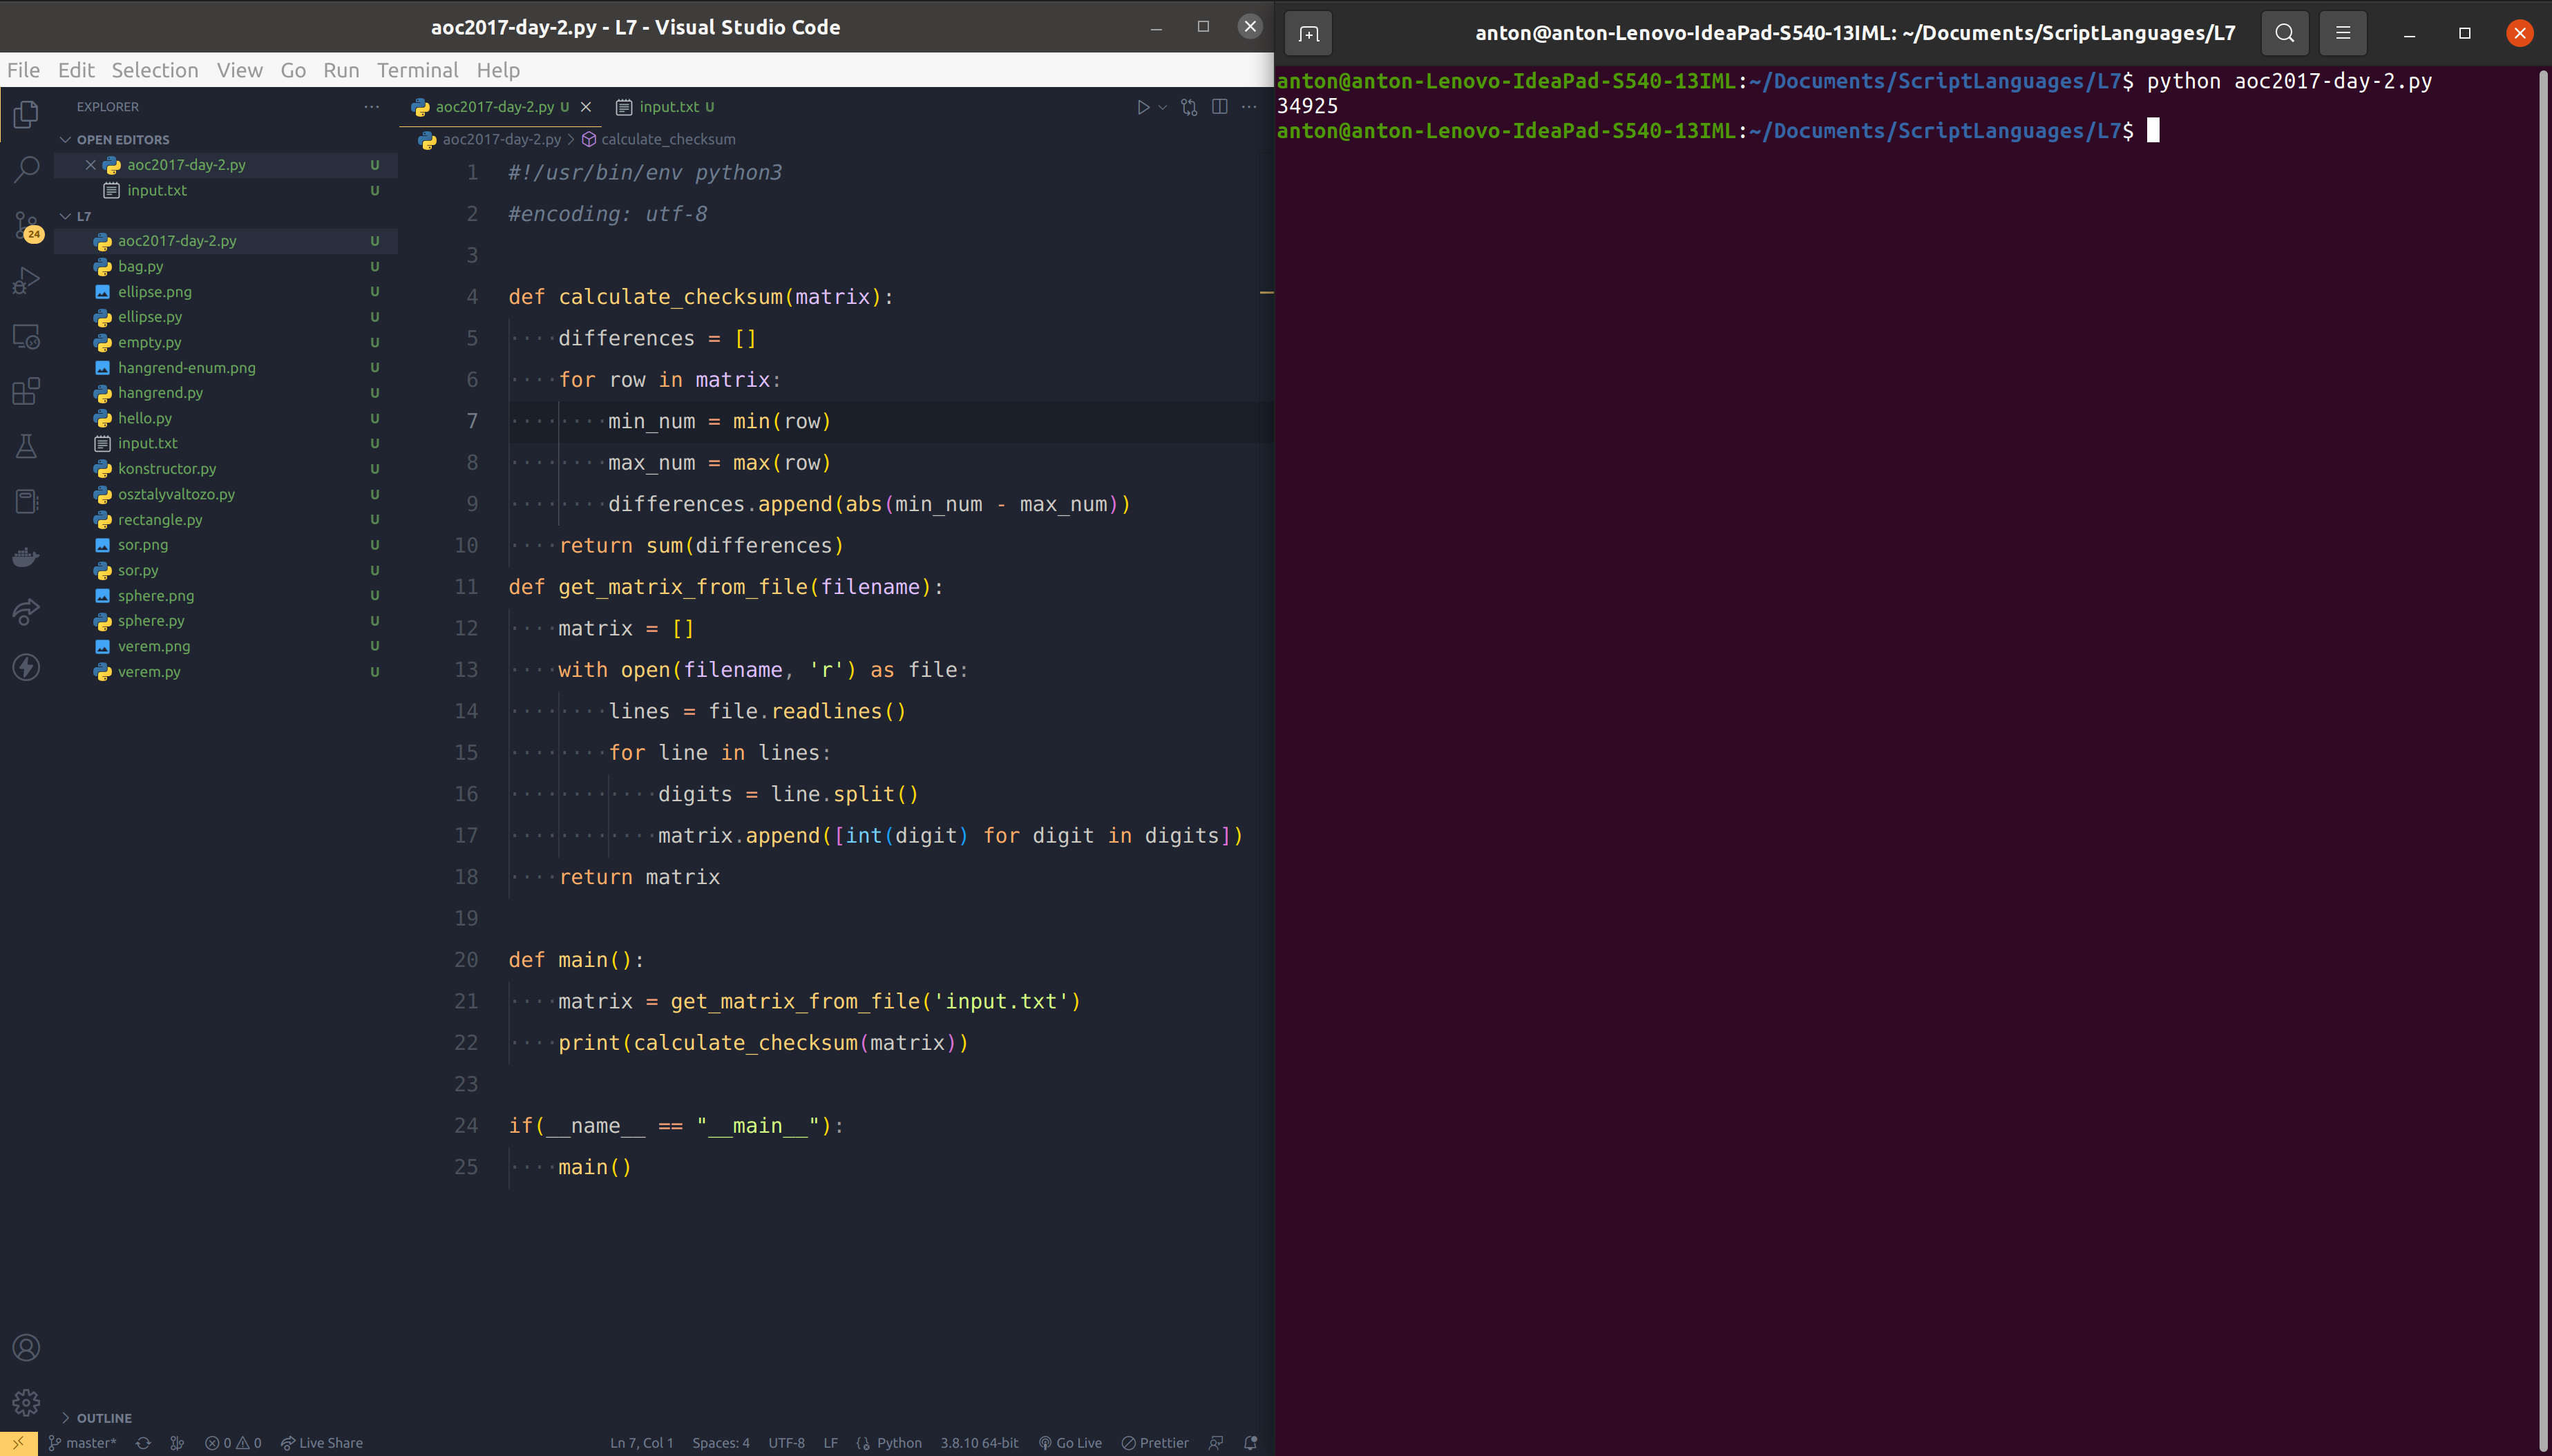 aoc2017-day-2.py - L7 - Visual Studio Code
File Edit Selection View Go Run Terminal Help
EXPLORER
OPEN EDITORS
aoc2017-day-2.py U
input.txt U
L7
24
aoc2017-day-2.py U
bag.py U
ellipse.png U
ellipse.py U
empty.py U
hangrend-enum.png U
hangrend.py U
hello.py U
input.txt U
konstructor.py U
osztalyvaltozo.py U
rectangle.py U
sor.png U
sor.py U
sphere.png U
sphere.py U
verem.png U
verem.py U
OUTLINE
aoc2017-day-2.py U input.txt U
aoc2017-day-2.py > calculate_checksum
1 #!/usr/bin/env python3
2 #encoding: utf-8
3
4 def calculate_checksum(matrix):
5 differences = []
6 for row in matrix:
7 min_num = min(row)
8 max_num = max(row)
9 differences.append(abs(min_num - max_num))
10 return sum(differences)
11 def get_matrix_from_file(filename):
12 matrix = []
13 with open(filename, 'r') as file:
14 lines = file.readlines()
15 for line in lines:
16 digits = line.split()
17 matrix.append([int(digit) for digit in digits])
18 return matrix
19
20 def main():
21 matrix = get_matrix_from_file('input.txt')
22 print(calculate_checksum(matrix))
23
24 if(__name__ == "__main__"):
25 main()
master* 0 0 Live Share Ln 7, Col 1 Spaces: 4 UTF-8 LF Python 3.8.10 64-bit Go Live Prettier
anton@anton-Lenovo-IdeaPad-S540-13IML: ~/Documents/ScriptLanguages/L7
anton@anton-Lenovo-IdeaPad-S540-13IML:~/Documents/ScriptLanguages/L7$ python aoc2017-day-2.py
34925
anton@anton-Lenovo-IdeaPad-S540-13IML:~/Documents/ScriptLanguages/L7$